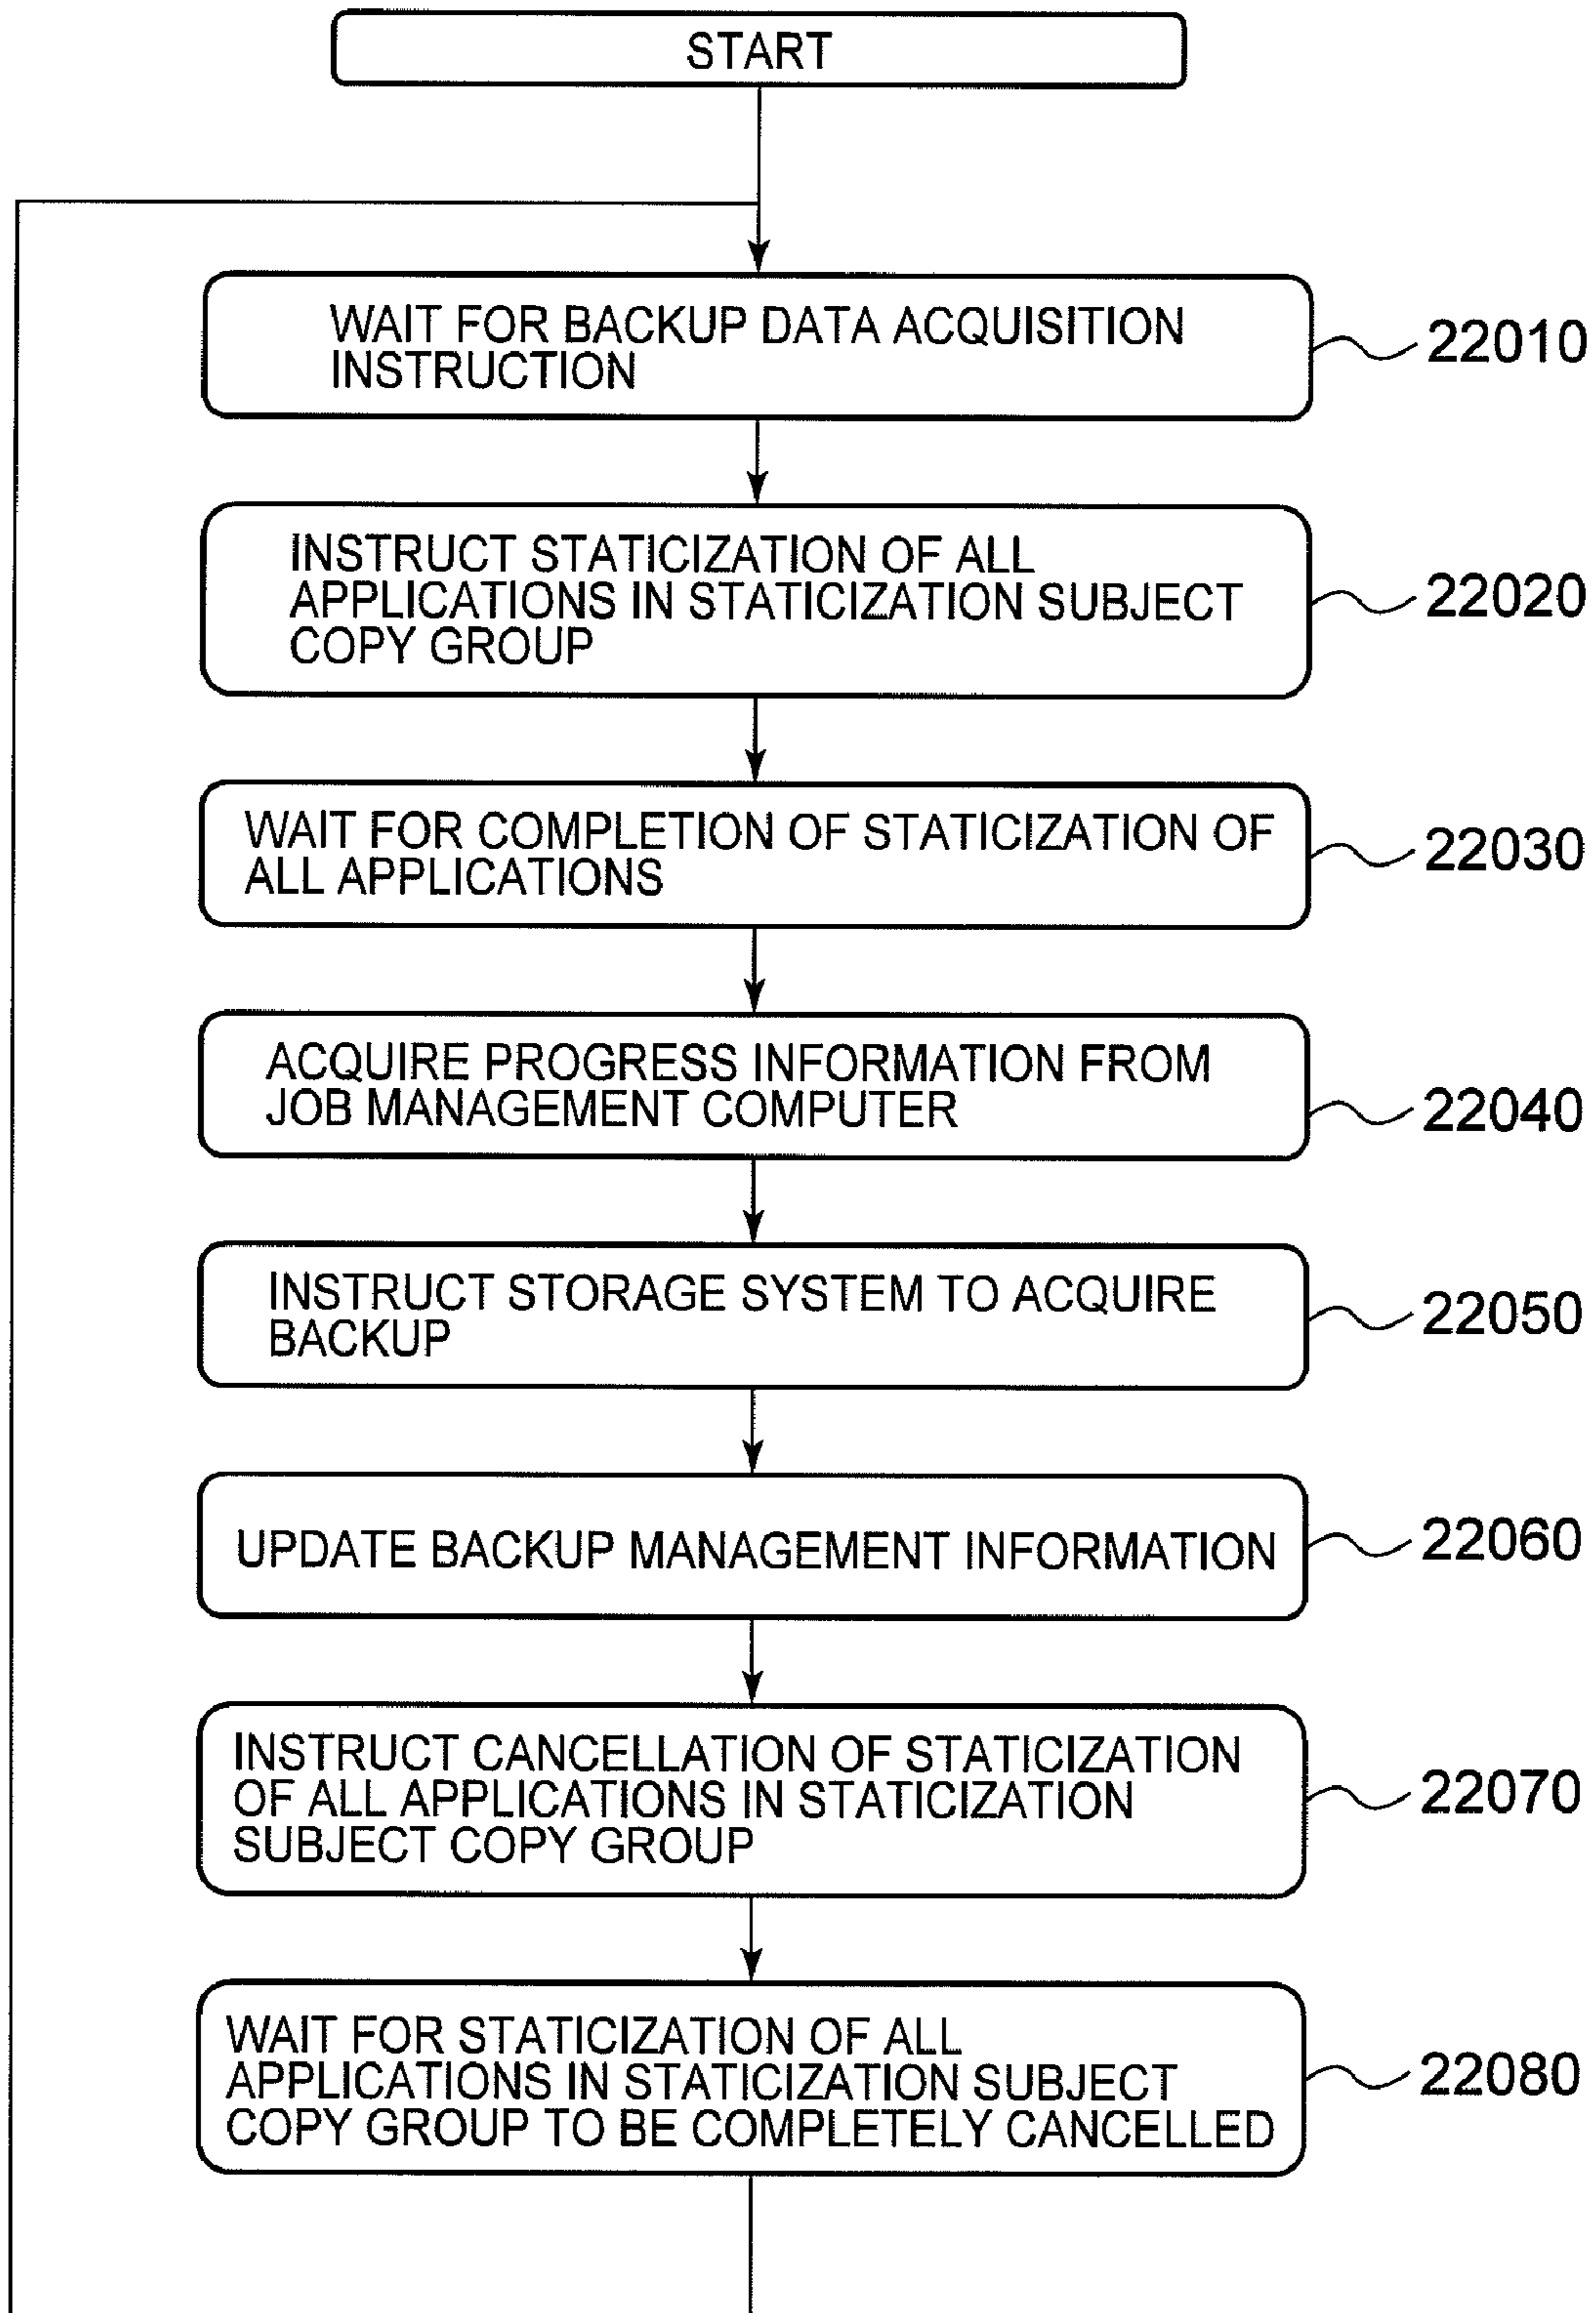 START
WAIT FOR BACKUP DATA ACQUISITION
INSTRUCTION
22010
INSTRUCT STATICIZATION OF ALL
APPLICATIONS IN STATICIZATION SUBJECT
COPY GROUP
22020
WAIT FOR COMPLETION OF STATICIZATION OF
ALL APPLICATIONS
22030
ACQUIRE PROGRESS INFORMATION FROM
JOB MANAGEMENT COMPUTER
22040
INSTRUCT STORAGE SYSTEM TO ACQUIRE
BACKUP
22050
UPDATE BACKUP MANAGEMENT INFORMATION
22060
INSTRUCT CANCELLATION OF STATICIZATION
OF ALL APPLICATIONS IN STATICIZATION
SUBJECT COPY GROUP
22070
WAIT FOR STATICIZATION OF ALL
APPLICATIONS IN STATICIZATION SUBJECT
COPY GROUP TO BE COMPLETELY CANCELLED
22080